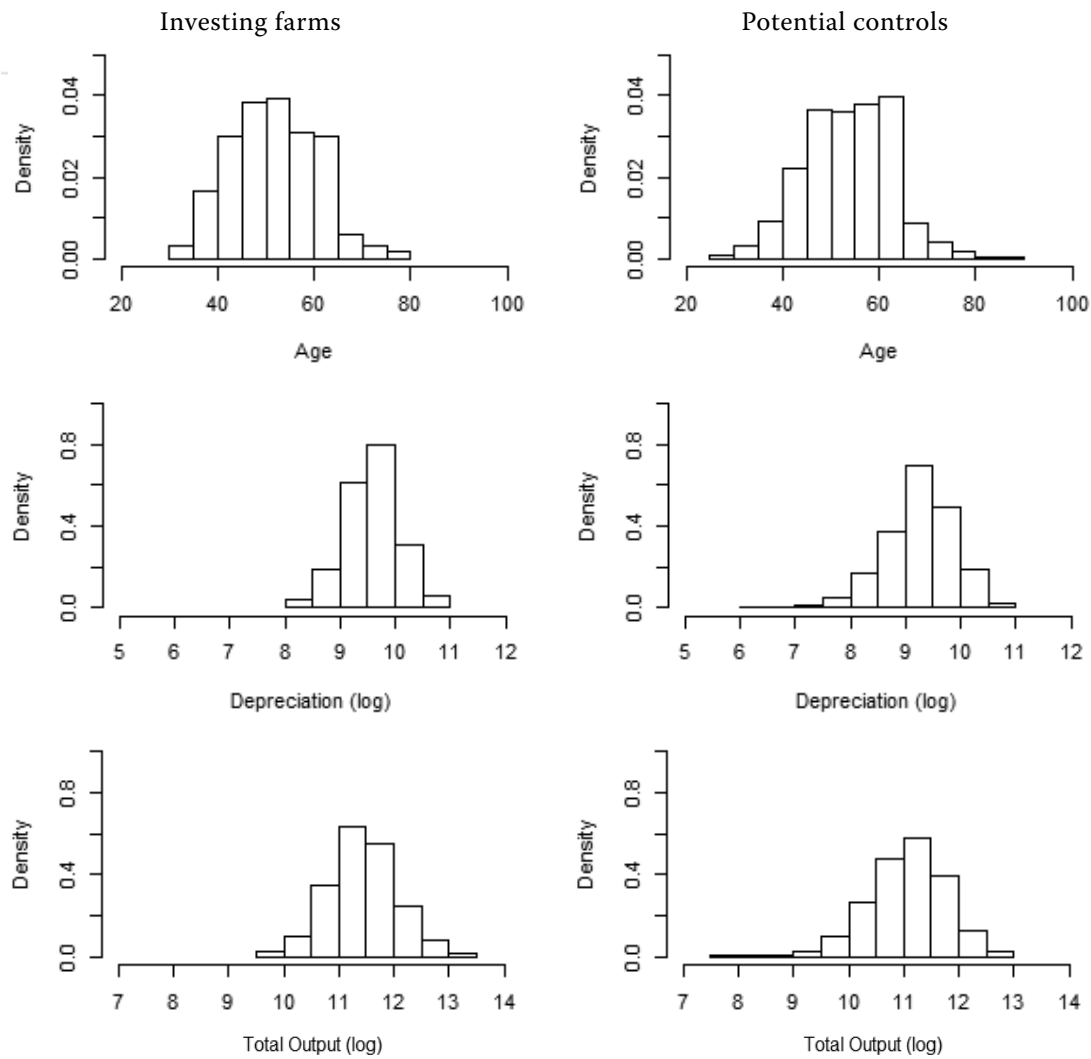 Investing farms
Potential controls
Density
0.00 0.02 0.04
20 40 60 80 100
Age
Density
0.00 0.02 0.04
20 40 60 80 100
Age
Density
0.0 0.4 0.8
5 6 7 8 9 10 11 12
Depreciation (log)
Density
0.0 0.4 0.8
5 6 7 8 9 10 11 12
Depreciation (log)
Density
0.0 0.4 0.8
7 8 9 10 11 12 13 14
Total Output (log)
Density
0.0 0.4 0.8
7 8 9 10 11 12 13 14
Total Output (log)